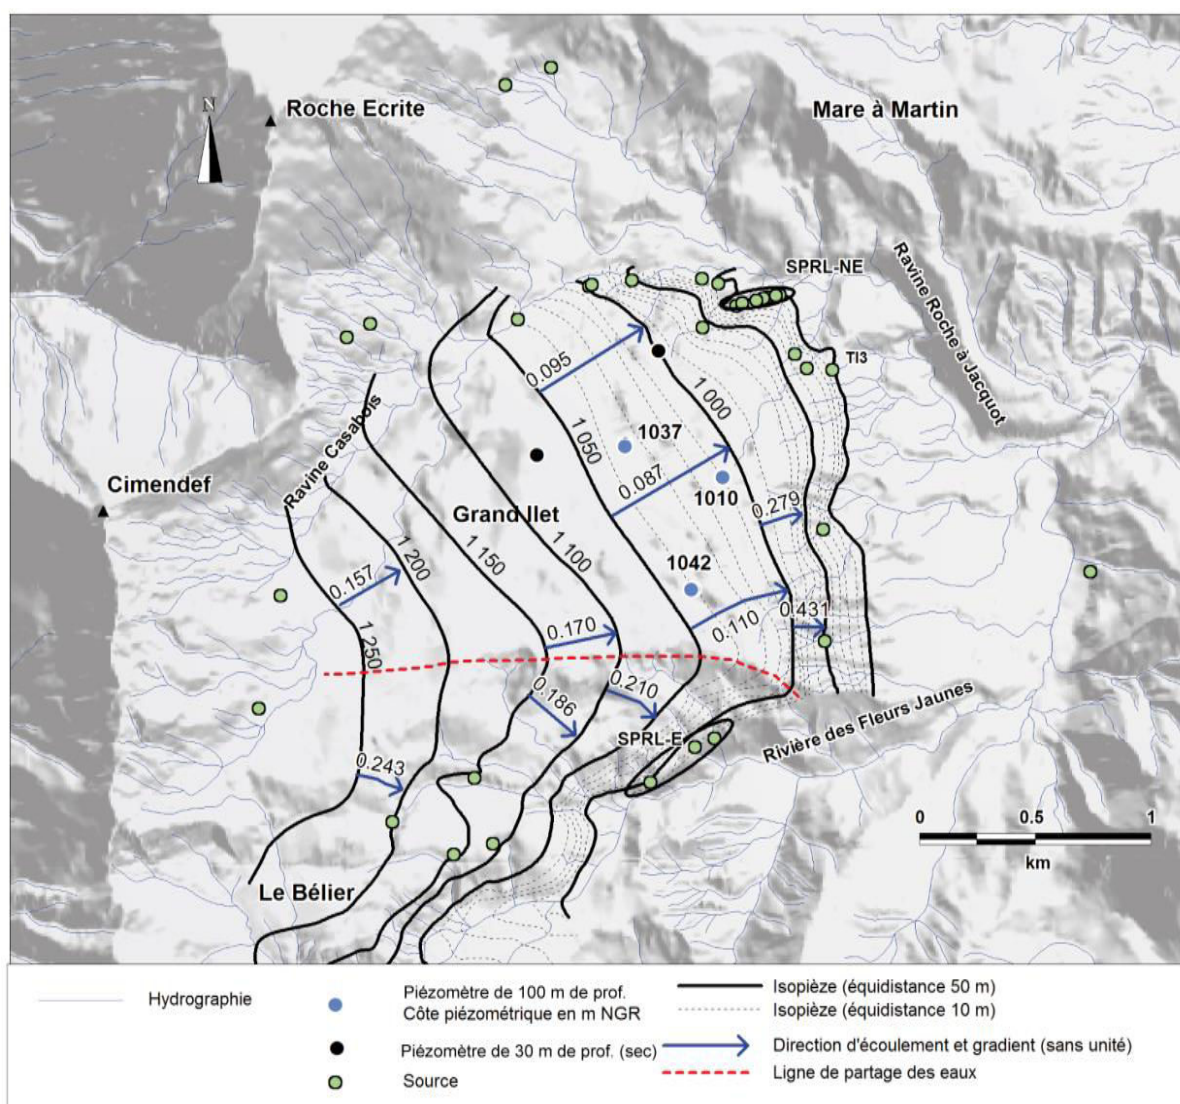 N
Roche Ecrite
Mare à Martin
SPRL-NE
Ravine Roche à Jacquot
TI3
0.095
1 000
1 050
1037
Ravine Casabois
0.087
1010
Cimendef
Grand Ilet
0.279
1 200
1 150
1 100
1042
0.157
0.431
0.170
0.110
1 250
0.186
0.210
SPRL-E
Rivière des Fleurs Jaunes
0.243
0 0.5 1
km
Le Bélier
Hydrographie
Piézomètre de 100 m de prof.
Côte piézométrique en m NGR
Piézomètre de 30 m de prof. (sec)
Source
Isopièze (équidistance 50 m)
Isopièze (équidistance 10 m)
Direction d'écoulement et gradient (sans unité)
Ligne de partage des eaux